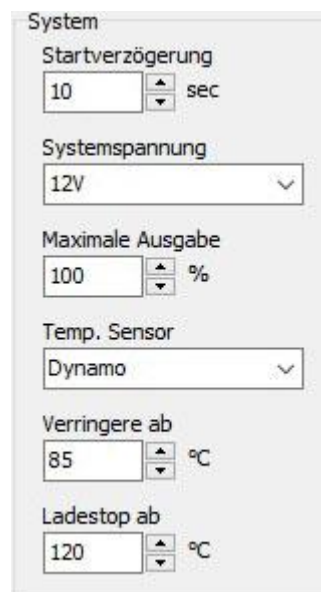 System
Startverzögerung
10 sec
Systemspannung
12V
Maximale Ausgabe
100 %
Temp. Sensor
Dynamo
Verringere ab
85 °C
Ladestop ab
120 °C